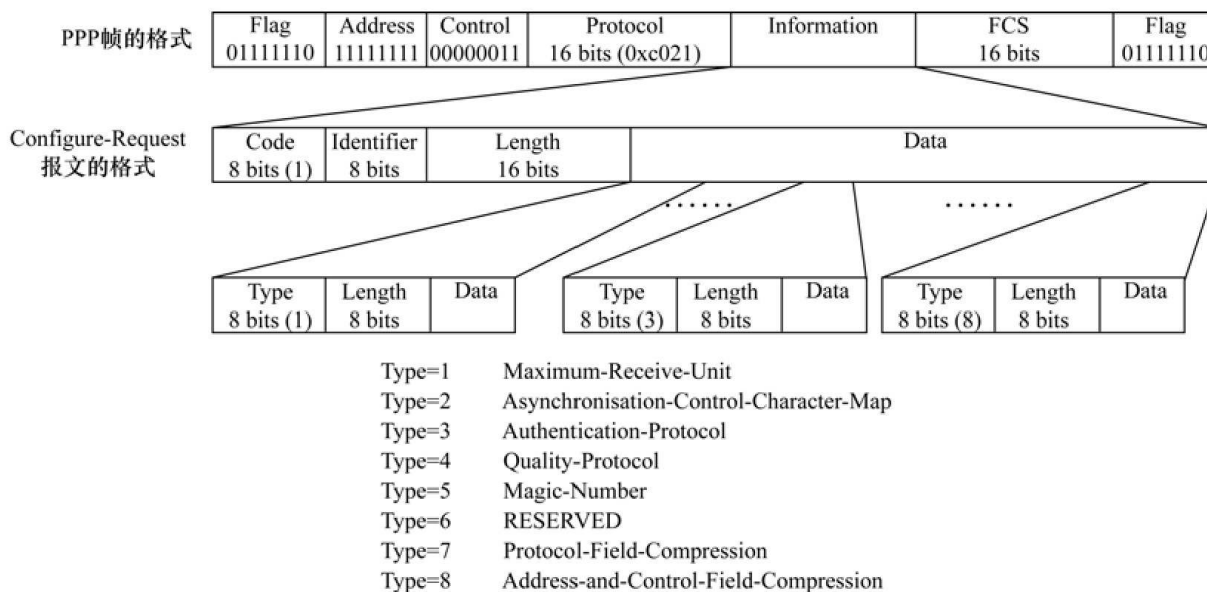 PPP帧的格式
Flag Address Control Protocol Information FCS Flag
01111110 11111111 00000011 16 bits (0xc021) 16 bits 01111110
Configure-Request
报文的格式
Code Identifier Length Data
8 bits (1) 8 bits 16 bits
······ ······
Type Length Data Type Length Data Type Length Data
8 bits (1) 8 bits 8 bits (3) 8 bits 8 bits (8) 8 bits
Type=1 Maximum-Receive-Unit
Type=2 Asynchronisation-Control-Character-Map
Type=3 Authentication-Protocol
Type=4 Quality-Protocol
Type=5 Magic-Number
Type=6 RESERVED
Type=7 Protocol-Field-Compression
Type=8 Address-and-Control-Field-Compression